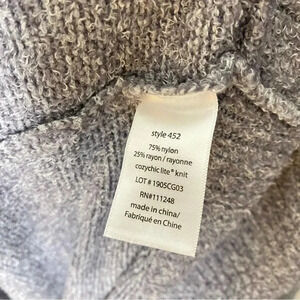 style 452
75% nylon
25% rayon / rayonne
cozychic lite® knit
LOT # 1905CG03
RN#111248
made in china/
Fabriqué en Chine